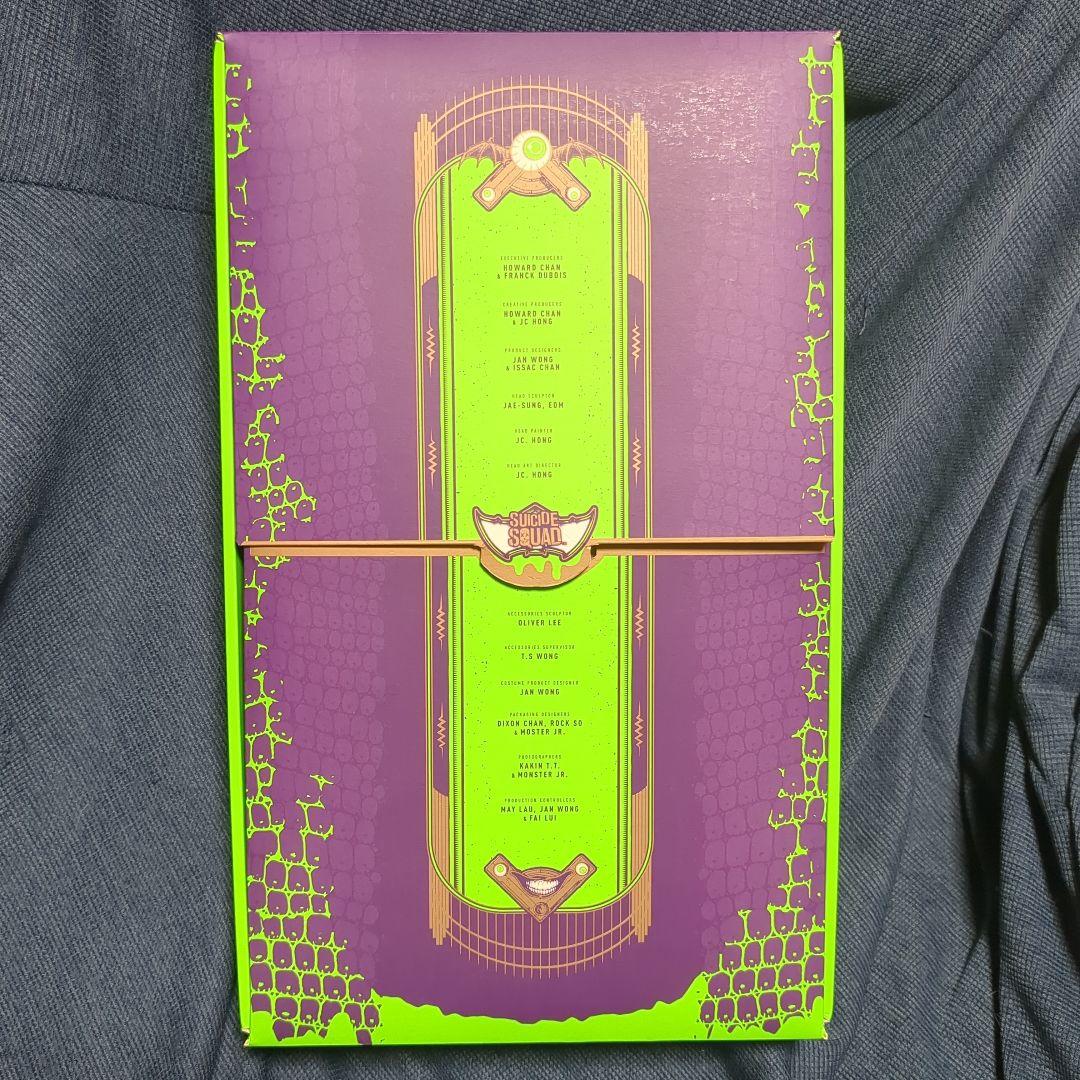 EXECUTIVE PRODUCERS
HOWARD CHAN
& FRANCK DUBOIS
CREATIVE PRODUCERS
HOWARD CHAN
& JC HONG
PRODUCT DESIGNERS
JAN WONG
& ISSAC CHAN
HEAD SCULPTOR
JAE-SUNG, EOM
HEAD PAINTER
JC. HONG
HEAD ART DIRECTOR
JC. HONG
SUICIDE
SQUAD
ACCESSORIES SCULPTOR
OLIVER LEE
ACCESSORIES SUPERVISOR
T.S WONG
COSTUME PRODUCT DESIGNER
JAN WONG
PACKAGING DESIGNERS
DIXON CHAN, ROCK SO
& MOSTER JR.
PHOTOGRAPHERS
KAKIN T.T.
& MONSTER JR.
PRODUCTION CONTROLLERS
MAY LAU, JAN WONG
& FAI LUI